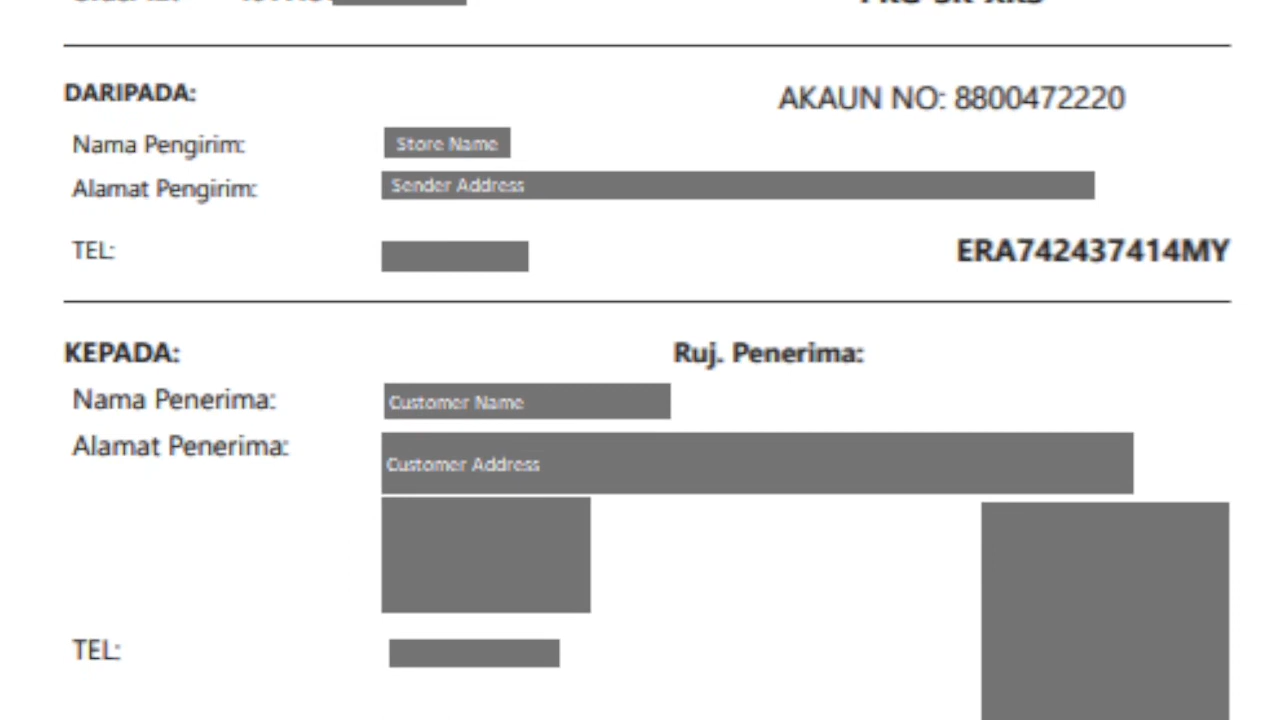 DARIPADA:
AKAUN NO: 8800472220
Nama Pengirim: Store Name
Alamat Pengirim: Sender Address
TEL:
ERA742437414MY
KEPADA:
Ruj. Penerima:
Nama Penerima: Customer Name
Alamat Penerima: Customer Address
TEL: